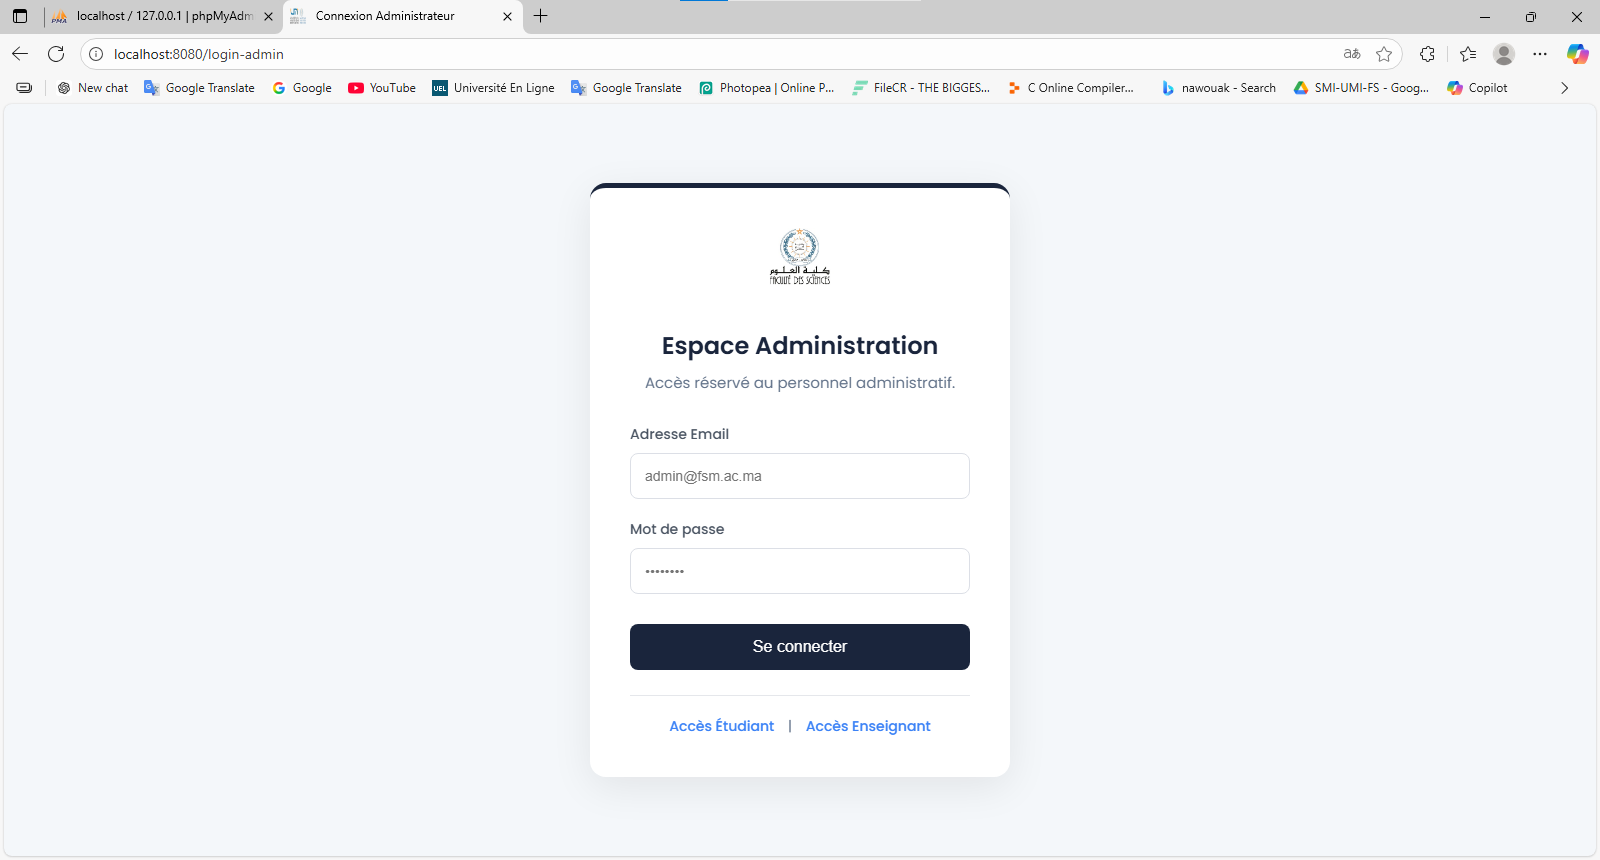 localhost / 127.0.0.1 | phpMyAdm
Connexion Administrateur
localhost:8080/login-admin
New chat
Google Translate
Google
YouTube
UEL
Université En Ligne
Google Translate
Photopea | Online P...
FileCR - THE BIGGES...
C Online Compiler...
nawouak - Search
SMI-UMI-FS - Goog...
Copilot
كلية العلوم
FACULTÉ DES SCIENCES
Espace Administration
Accès réservé au personnel administratif.
Adresse Email
admin@fsm.ac.ma
Mot de passe
••••••••
Se connecter
Accès Étudiant | Accès Enseignant